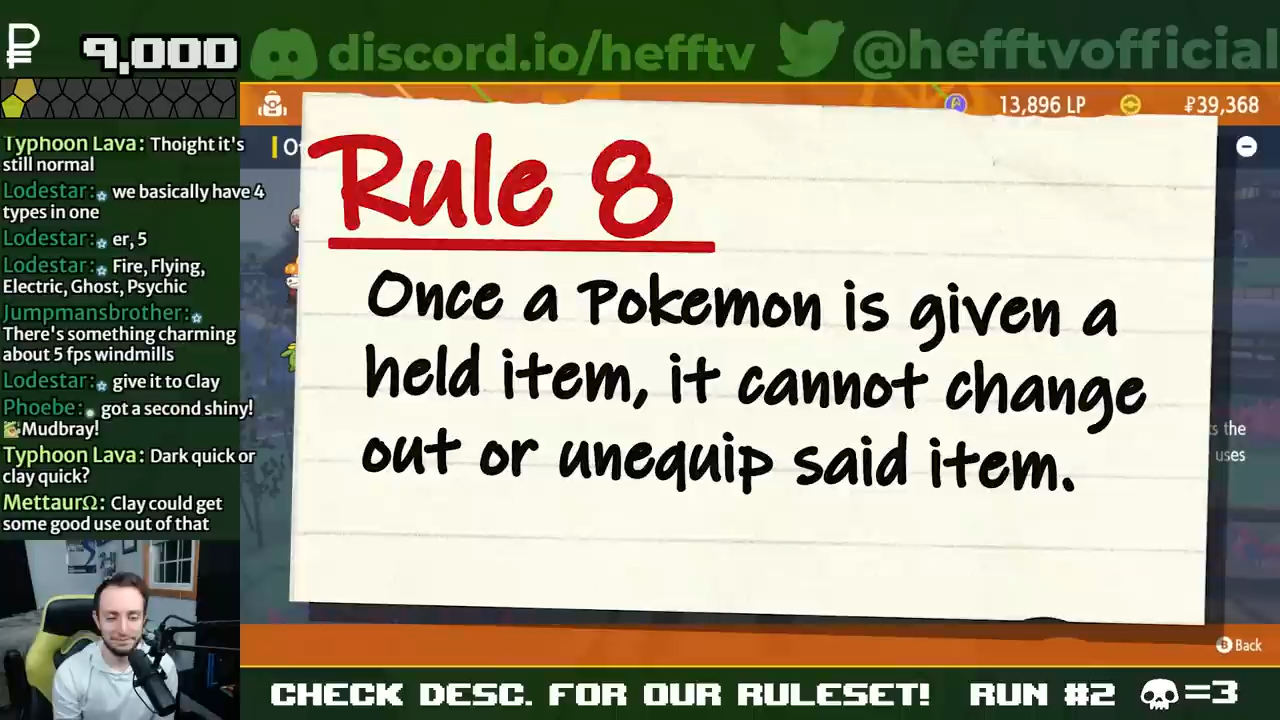 9,000
discord.io/hefftv
@hefftvofficial
13,896 LP
₽39,368
Typhoon Lava: Thoight it's
still normal
Lodestar: we basically have 4
types in one
Lodestar: er, 5
Lodestar: Fire, Flying,
Electric, Ghost, Psychic
Jumpmansbrother:
There's something charming
about 5 fps windmills
Lodestar: give it to Clay
Phoebe: got a second shiny!
Mudbray!
Typhoon Lava: Dark quick or
clay quick?
MettaurΩ: Clay could get
some good use out of that
Rule 8
Once a Pokemon is given a
held item, it cannot change
out or unequip said item.
the
uses
B Back
CHECK DESC. FOR OUR RULESET! RUN #2 =3